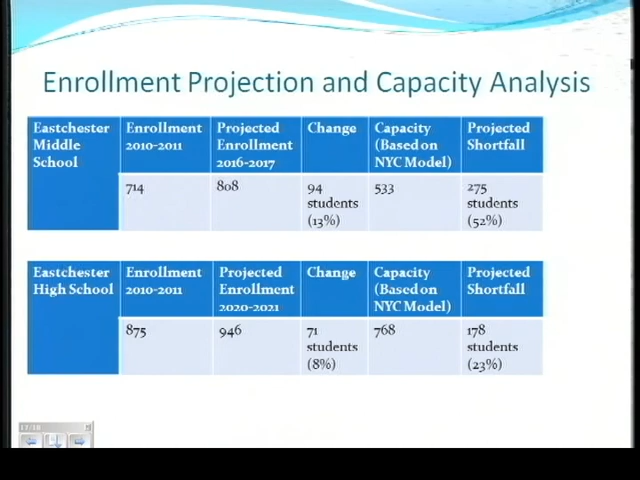 Enrollment Projection and Capacity Analysis
Eastchester Middle School
Enrollment 2010-2011
Projected Enrollment 2016-2017
Change
Capacity (Based on NYC Model)
Projected Shortfall
714
808
94 students (13%)
533
275 students (52%)
Eastchester High School
Enrollment 2010-2011
Projected Enrollment 2020-2021
Change
Capacity (Based on NYC Model)
Projected Shortfall
875
946
71 students (8%)
768
178 students (23%)